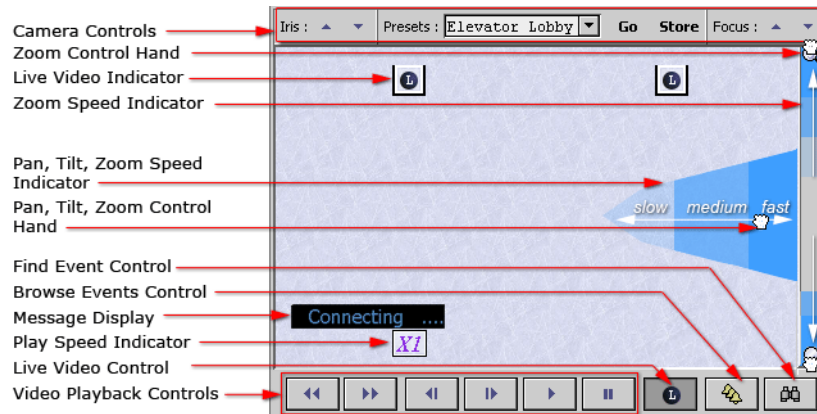 Camera Controls
Zoom Control Hand
Live Video Indicator
Zoom Speed Indicator
Pan, Tilt, Zoom Speed
Indicator
Pan, Tilt, Zoom Control
Hand
Find Event Control
Browse Events Control
Message Display
Play Speed Indicator
Live Video Control
Video Playback Controls
Iris : Presets : Elevator Lobby Go Store Focus :
L L
slow medium fast
Connecting ....
X1
L